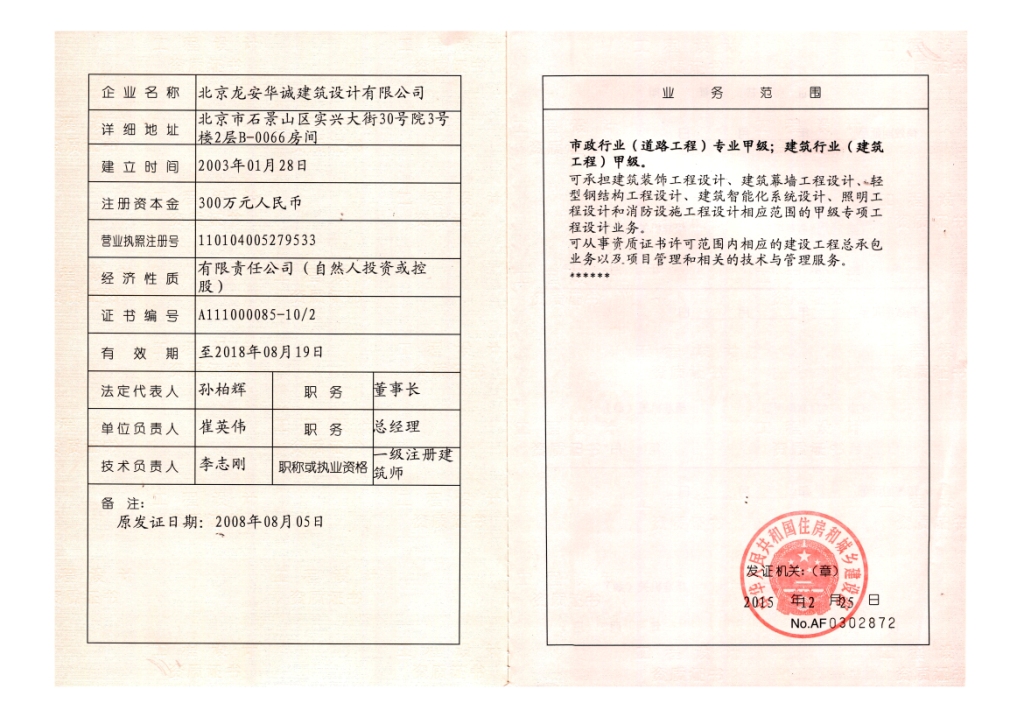 企业名称 北京龙安华诚建筑设计有限公司
详细地址 北京市石景山区实兴大街30号院3号
楼2层B-0066房间
建立时间 2003年01月28日
注册资本金 300万元人民币
营业执照注册号 110104005279533
经济性质 有限责任公司（自然人投资或控
股）
证书编号 A111000085-10/2
有效期 至2018年08月19日
法定代表人 孙柏辉 职务 董事长
单位负责人 崔英伟 职务 总经理
技术负责人 李志刚 职称或执业资格 一级注册建
筑师
备注：
原发证日期：2008年08月05日
业务范围
市政行业（道路工程）专业甲级；建筑行业（建筑
工程）甲级。
可承担建筑装饰工程设计、建筑幕墙工程设计、轻
型钢结构工程设计、建筑智能化系统设计、照明工
程设计和消防设施工程设计相应范围的甲级专项工
程设计业务。
可从事资质证书许可范围内相应的建设工程总承包
业务以及项目管理和相关的技术与管理服务。
******
中华人民共和国住房和城乡建设部
发证机关：（章）
2015 年 12 月 25 日
No.AF 0302872